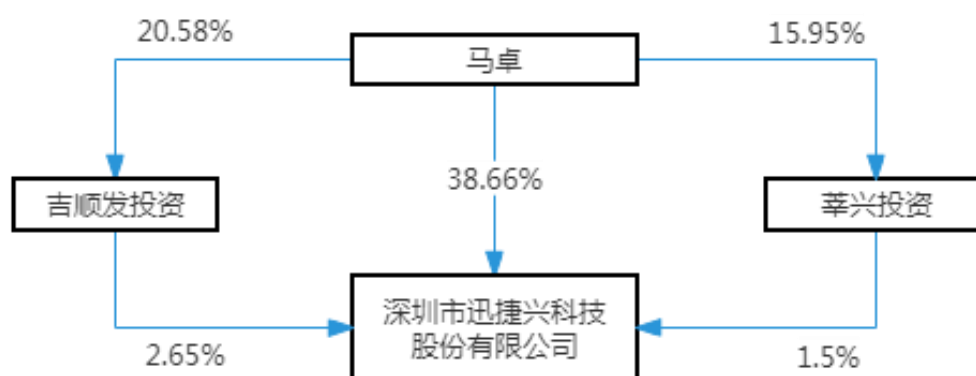 20.58%
马卓
15.95%
38.66%
吉顺发投资
莘兴投资
深圳市迅捷兴科技
股份有限公司
2.65%
1.5%